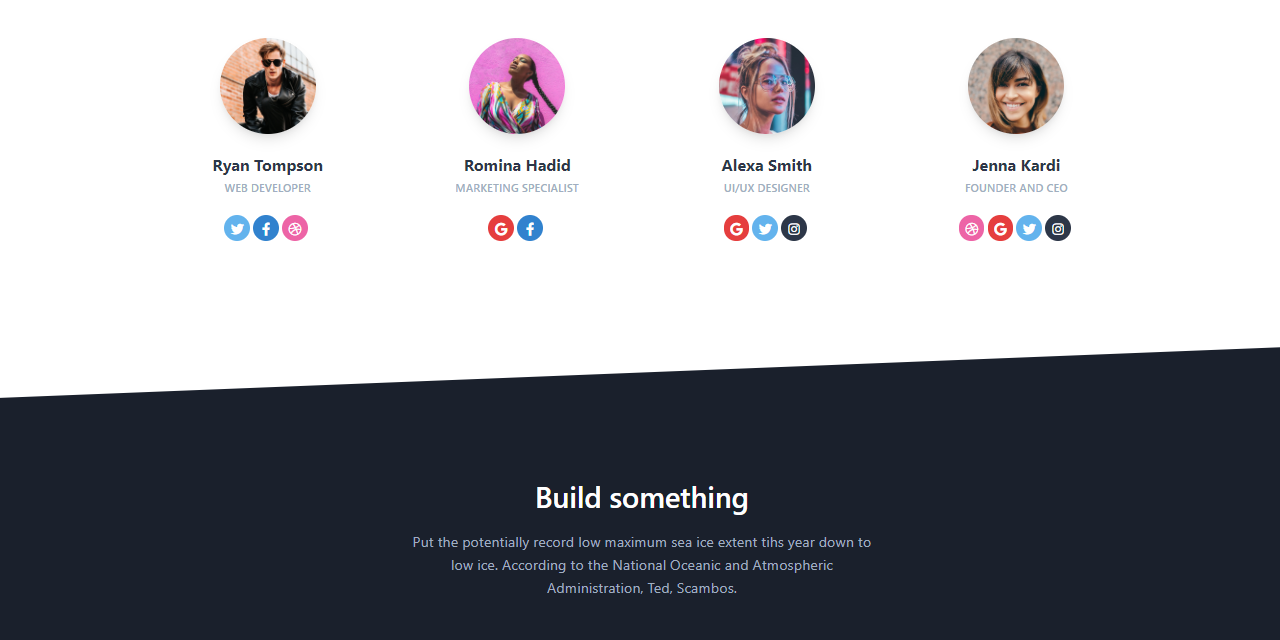 Ryan Tompson
WEB DEVELOPER
Romina Hadid
MARKETING SPECIALIST
Alexa Smith
UI/UX DESIGNER
Jenna Kardi
FOUNDER AND CEO
Build something
Put the potentially record low maximum sea ice extent tihs year down to
low ice. According to the National Oceanic and Atmospheric
Administration, Ted, Scambos.